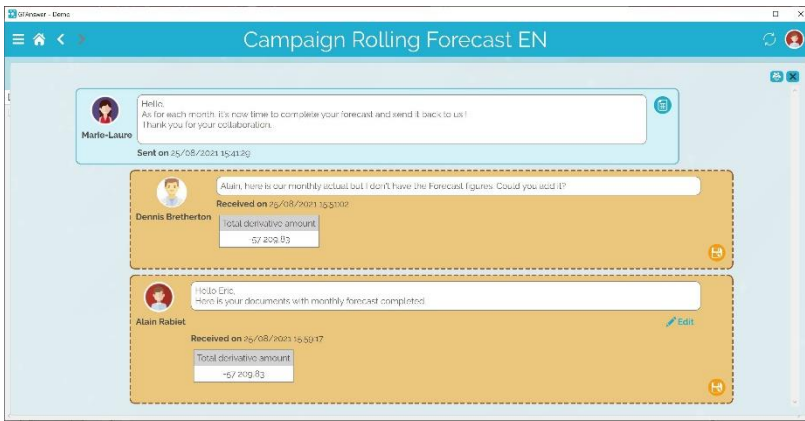 GTAnswer - Demo
Campaign Rolling Forecast EN
Marie-Laure
Hello,
As for each month, it's now time to complete your forecast and send it back to us !
Thank you for your collaboration.
Sent on 25/08/2021 15:41:29
Dennis Bretherton
Alain, here is our monthly actual but I don't have the Forecast figures. Could you add it?
Received on 25/08/2021 15:51:02
Total derivative amount
-57 209,83
Alain Rabiet
Hello Eric,
Here is your documents with monthly forecast completed
Edit
Received on 25/08/2021 15:59:17
Total derivative amount
-57 209,83